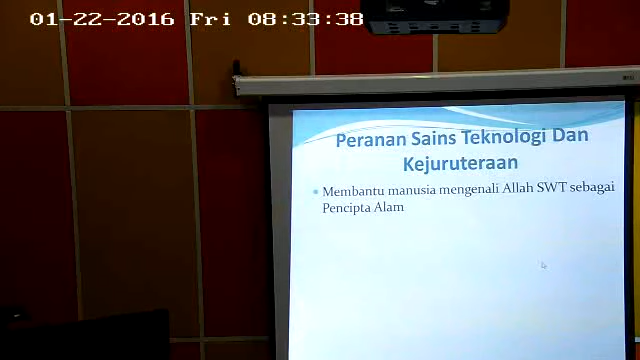 01-22-2016 Fri 08:33:38
Peranan Sains Teknologi Dan
Kejuruteraan
Membantu manusia mengenali Allah SWT sebagai
Pencipta Alam